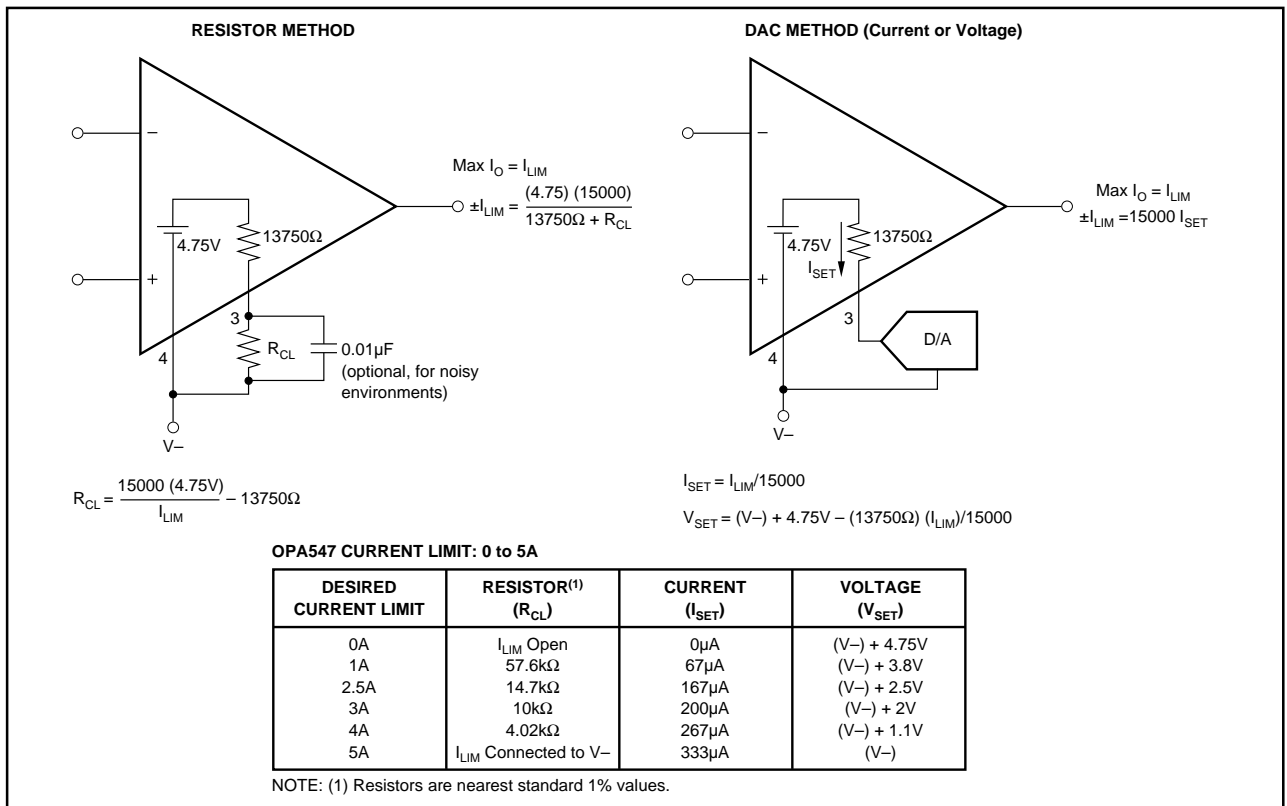 RESISTOR METHOD
−
+
4.75V
13750Ω
3
4
R_CL
0.01µF
(optional, for noisy
environments)
V–
Max I_O = I_LIM
±I_LIM = (4.75) (15000) / 13750Ω + R_CL
R_CL = 15000 (4.75V) / I_LIM – 13750Ω
DAC METHOD (Current or Voltage)
−
+
4.75V
13750Ω
I_SET
3
4
D/A
V–
Max I_O = I_LIM
±I_LIM =15000 I_SET
I_SET = I_LIM/15000
V_SET = (V–) + 4.75V – (13750Ω) (I_LIM)/15000
OPA547 CURRENT LIMIT: 0 to 5A
DESIRED CURRENT LIMIT RESISTOR(1) (R_CL) CURRENT (I_SET) VOLTAGE (V_SET)
0A I_LIM Open 0µA (V–) + 4.75V
1A 57.6kΩ 67µA (V–) + 3.8V
2.5A 14.7kΩ 167µA (V–) + 2.5V
3A 10kΩ 200µA (V–) + 2V
4A 4.02kΩ 267µA (V–) + 1.1V
5A I_LIM Connected to V– 333µA (V–)
NOTE: (1) Resistors are nearest standard 1% values.